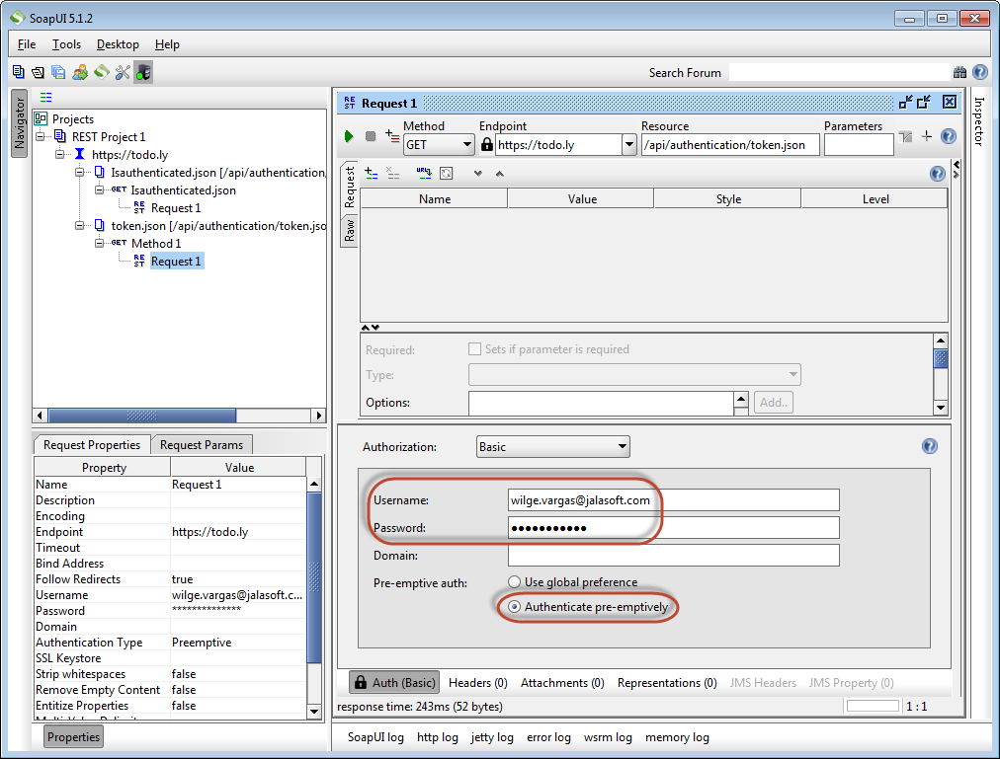 SoapUI 5.1.2
File Tools Desktop Help
Search Forum
Navigator
Projects
REST Project 1
https://todo.ly
Isauthenticated.json [/api/authentication,
GET Isauthenticated.json
REST Request 1
token.json [/api/authentication/token.jso
GET Method 1
REST Request 1
Request Properties Request Params
Property Value
Name Request 1
Description
Encoding
Endpoint https://todo.ly
Timeout
Bind Address
Follow Redirects true
Username wilge.vargas@jalasoft.c...
Password **************
Domain
Authentication Type Preemptive
SSL Keystore
Strip whitespaces false
Remove Empty Content false
Entitize Properties false
Properties
REST Request 1
Method Endpoint Resource Parameters
GET https://todo.ly /api/authentication/token.json
Request
Raw
URL
Name Value Style Level
Required: Sets if parameter is required
Type:
Options: Add..
Authorization: Basic
Username: wilge.vargas@jalasoft.com
Password: ●●●●●●●●●●●
Domain:
Pre-emptive auth: Use global preference
Authenticate pre-emptively
Auth (Basic) Headers (0) Attachments (0) Representations (0) JMS Headers JMS Property (0)
response time: 243ms (52 bytes) 1 : 1
SoapUI log http log jetty log error log wsrm log memory log
Inspector